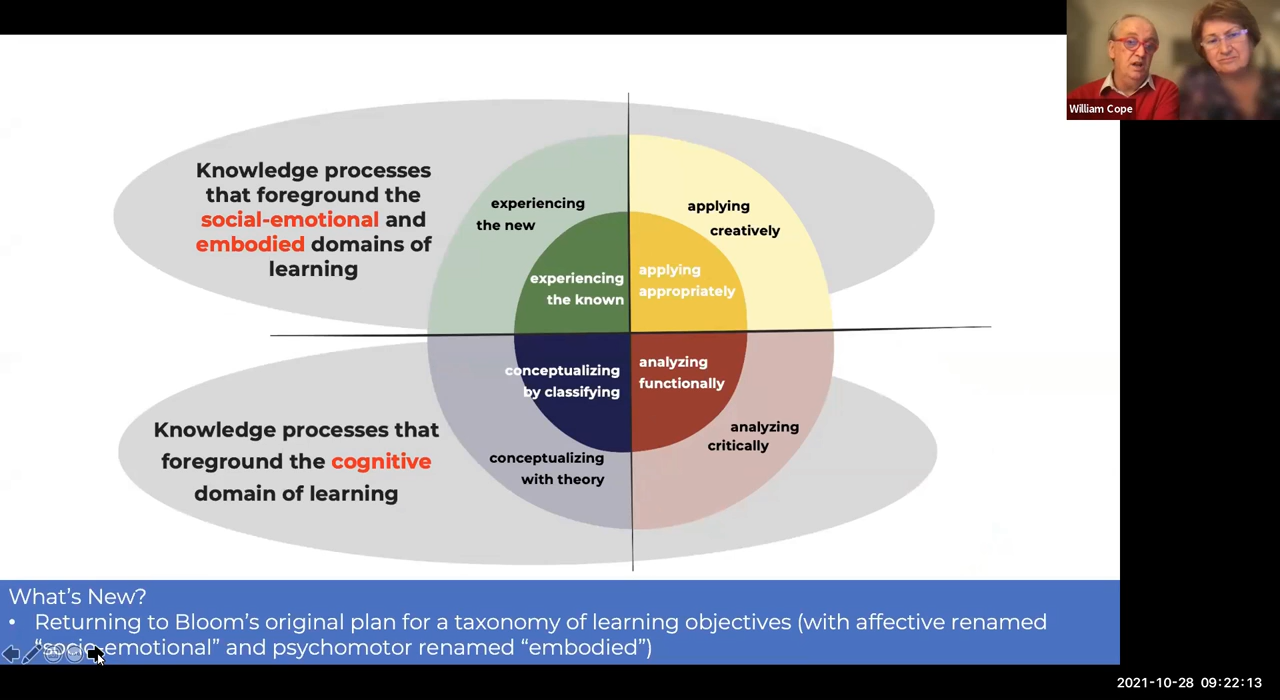 William Cope
Knowledge processes
that foreground the
social-emotional and
embodied domains of
learning
experiencing
the new
applying
creatively
experiencing
the known
applying
appropriately
conceptualizing
by classifying
analyzing
functionally
Knowledge processes that
foreground the cognitive
domain of learning
conceptualizing
with theory
analyzing
critically
What's New?
• Returning to Bloom's original plan for a taxonomy of learning objectives (with affective renamed
“socio-emotional” and psychomotor renamed “embodied”)
2021-10-28 09:22:13